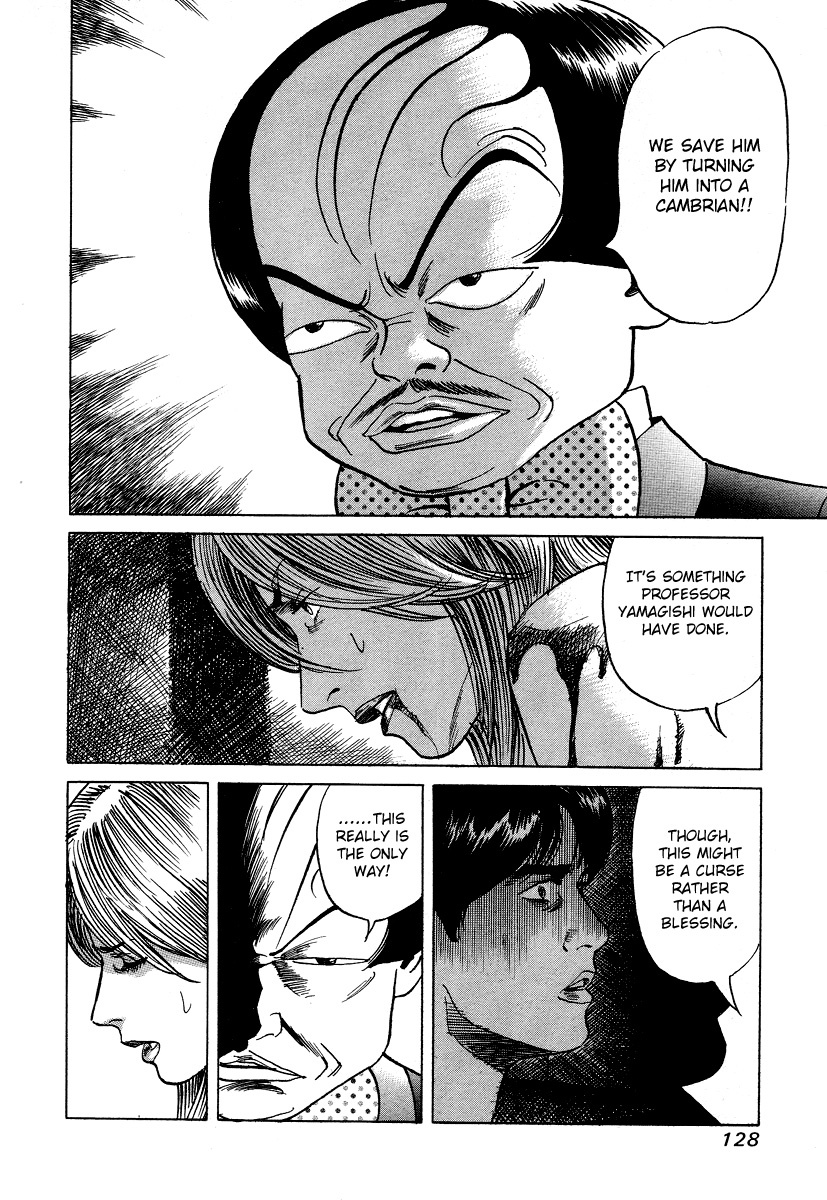 WE SAVE HIM
BY TURNING
HIM INTO A
CAMBRIAN!!
IT'S SOMETHING
PROFESSOR
YAMAGISHI WOULD
HAVE DONE.
THOUGH,
THIS MIGHT
BE A CURSE
RATHER
THAN A
BLESSING.
......THIS
REALLY IS
THE ONLY
WAY!
128